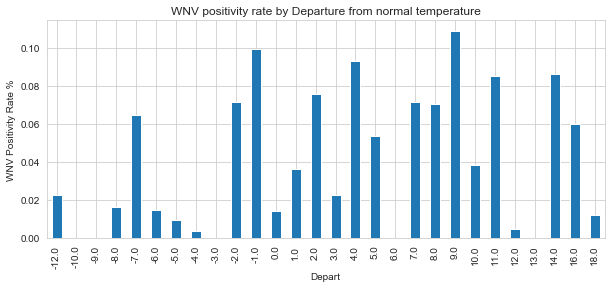 WNV positivity rate by Departure from normal temperature
WNV Positivity Rate %
0.10
0.08
0.06
0.04
0.02
0.00
-12.0 -10.0 -9.0 -8.0 -7.0 -6.0 -5.0 -4.0 -3.0 -2.0 -1.0 0.0 1.0 2.0 3.0 4.0 5.0 6.0 7.0 8.0 9.0 10.0 11.0 12.0 13.0 14.0 16.0 18.0
Depart